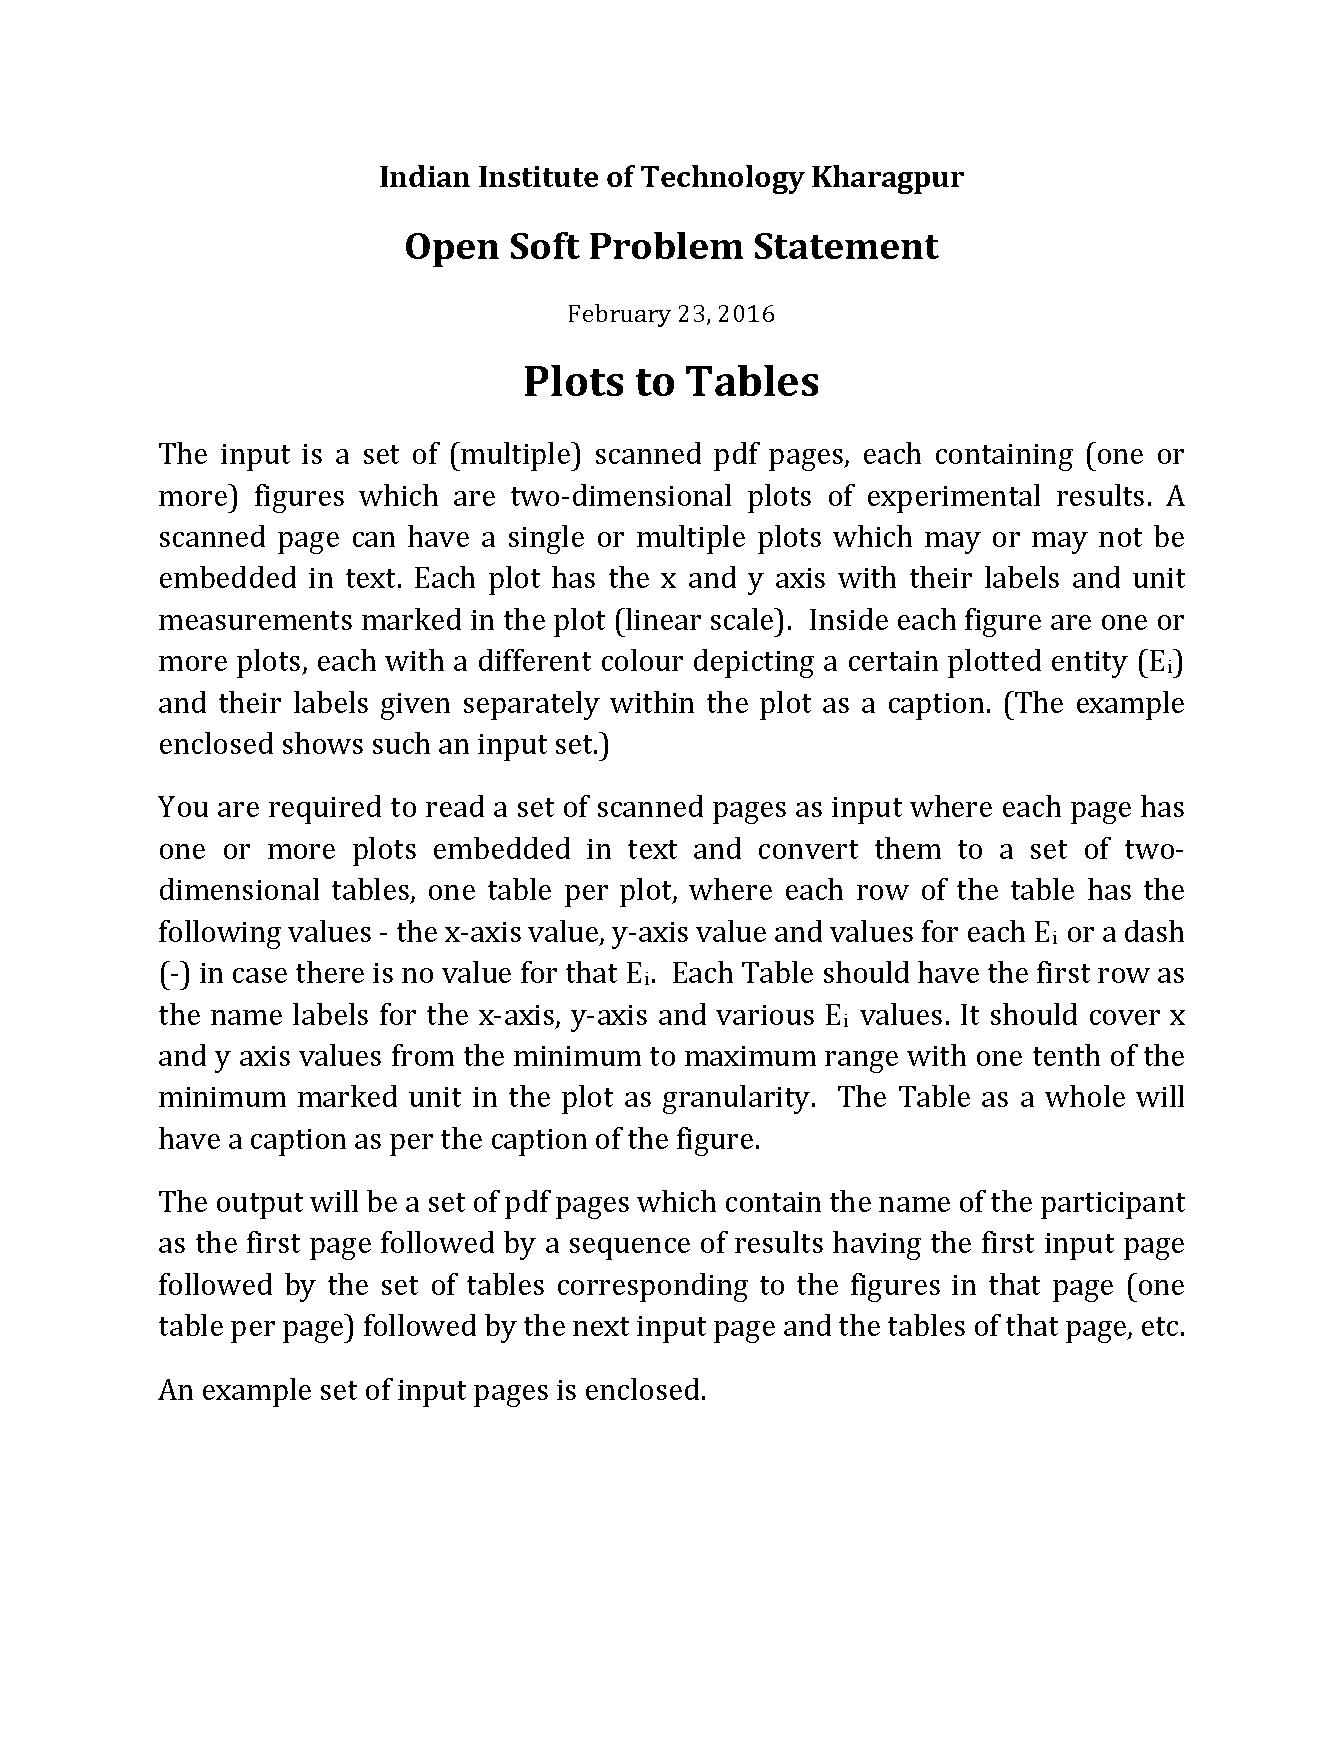 Indian Institute of Technology Kharagpur
Open Soft Problem Statement
February 23, 2016
Plots to Tables
The input is a set of (multiple) scanned pdf pages, each containing (one or
more) figures which are two-dimensional plots of experimental results. A
scanned page can have a single or multiple plots which may or may not be
embedded in text. Each plot has the x and y axis with their labels and unit
measurements marked in the plot (linear scale).  Inside each figure are one or
more plots, each with a different colour depicting a certain plotted entity (Eᵢ)
and their labels given separately within the plot as a caption. (The example
enclosed shows such an input set.)
You are required to read a set of scanned pages as input where each page has
one or more plots embedded in text and convert them to a set of two-
dimensional tables, one table per plot, where each row of the table has the
following values - the x-axis value, y-axis value and values for each Eᵢ or a dash
(-) in case there is no value for that Eᵢ.  Each Table should have the first row as
the name labels for the x-axis, y-axis and various Eᵢ values. It should cover x
and y axis values from the minimum to maximum range with one tenth of the
minimum marked unit in the plot as granularity.  The Table as a whole will
have a caption as per the caption of the figure.
The output will be a set of pdf pages which contain the name of the participant
as the first page followed by a sequence of results having the first input page
followed by the set of tables corresponding to the figures in that page (one
table per page) followed by the next input page and the tables of that page, etc.
An example set of input pages is enclosed.